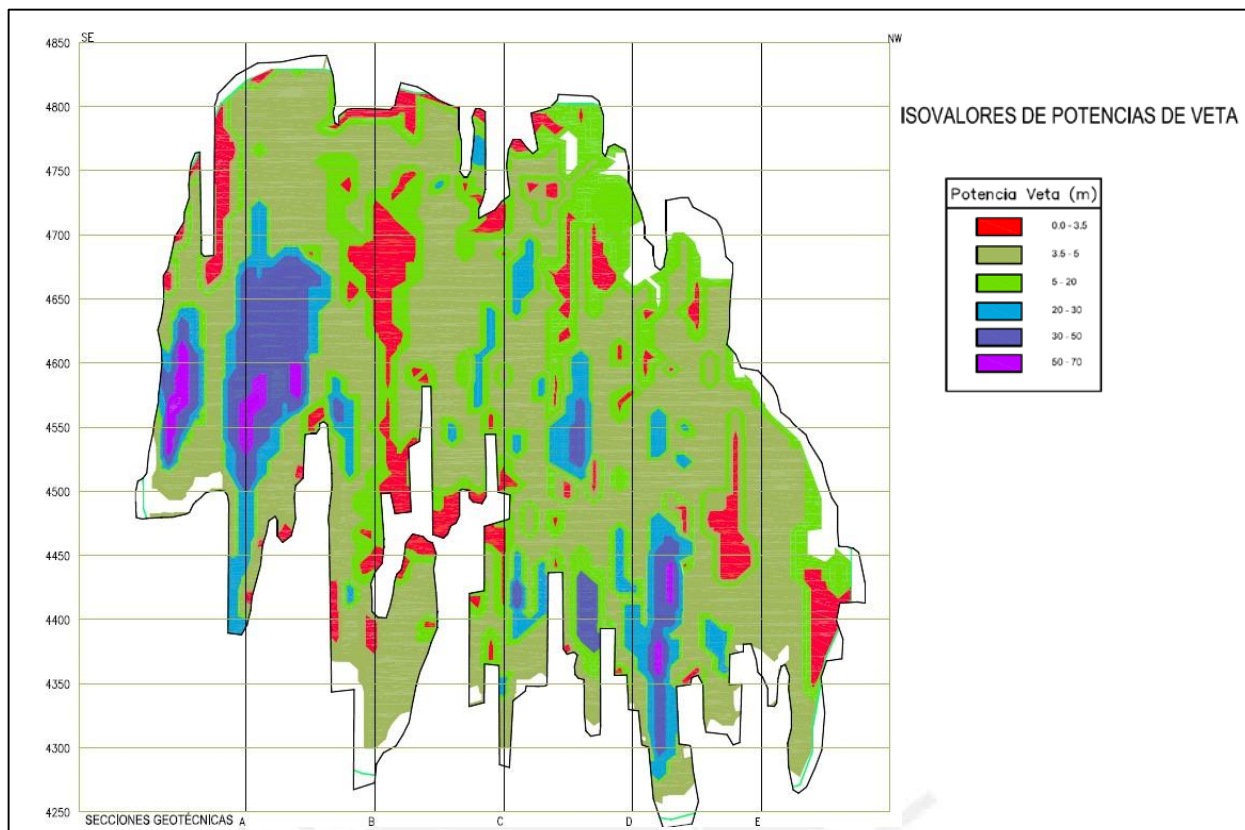 SE
NW
4850
4800
4750
4700
4650
4600
4550
4500
4450
4400
4350
4300
4250
SECCIONES GEOTÉCNICAS A B C D E
ISOVALORES DE POTENCIAS DE VETA
Potencia Veta (m)
0.0 - 3.5
3.5 - 5
5 - 20
20 - 30
30 - 50
50 - 70